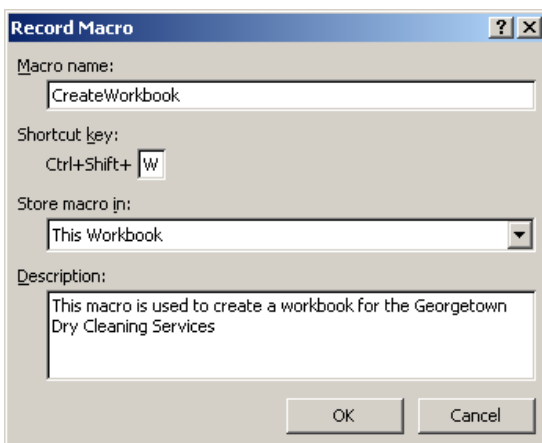 Record Macro
Macro name:
CreateWorkbook
Shortcut key:
Ctrl+Shift+ W
Store macro in:
This Workbook
Description:
This macro is used to create a workbook for the Georgetown
Dry Cleaning Services
OK Cancel